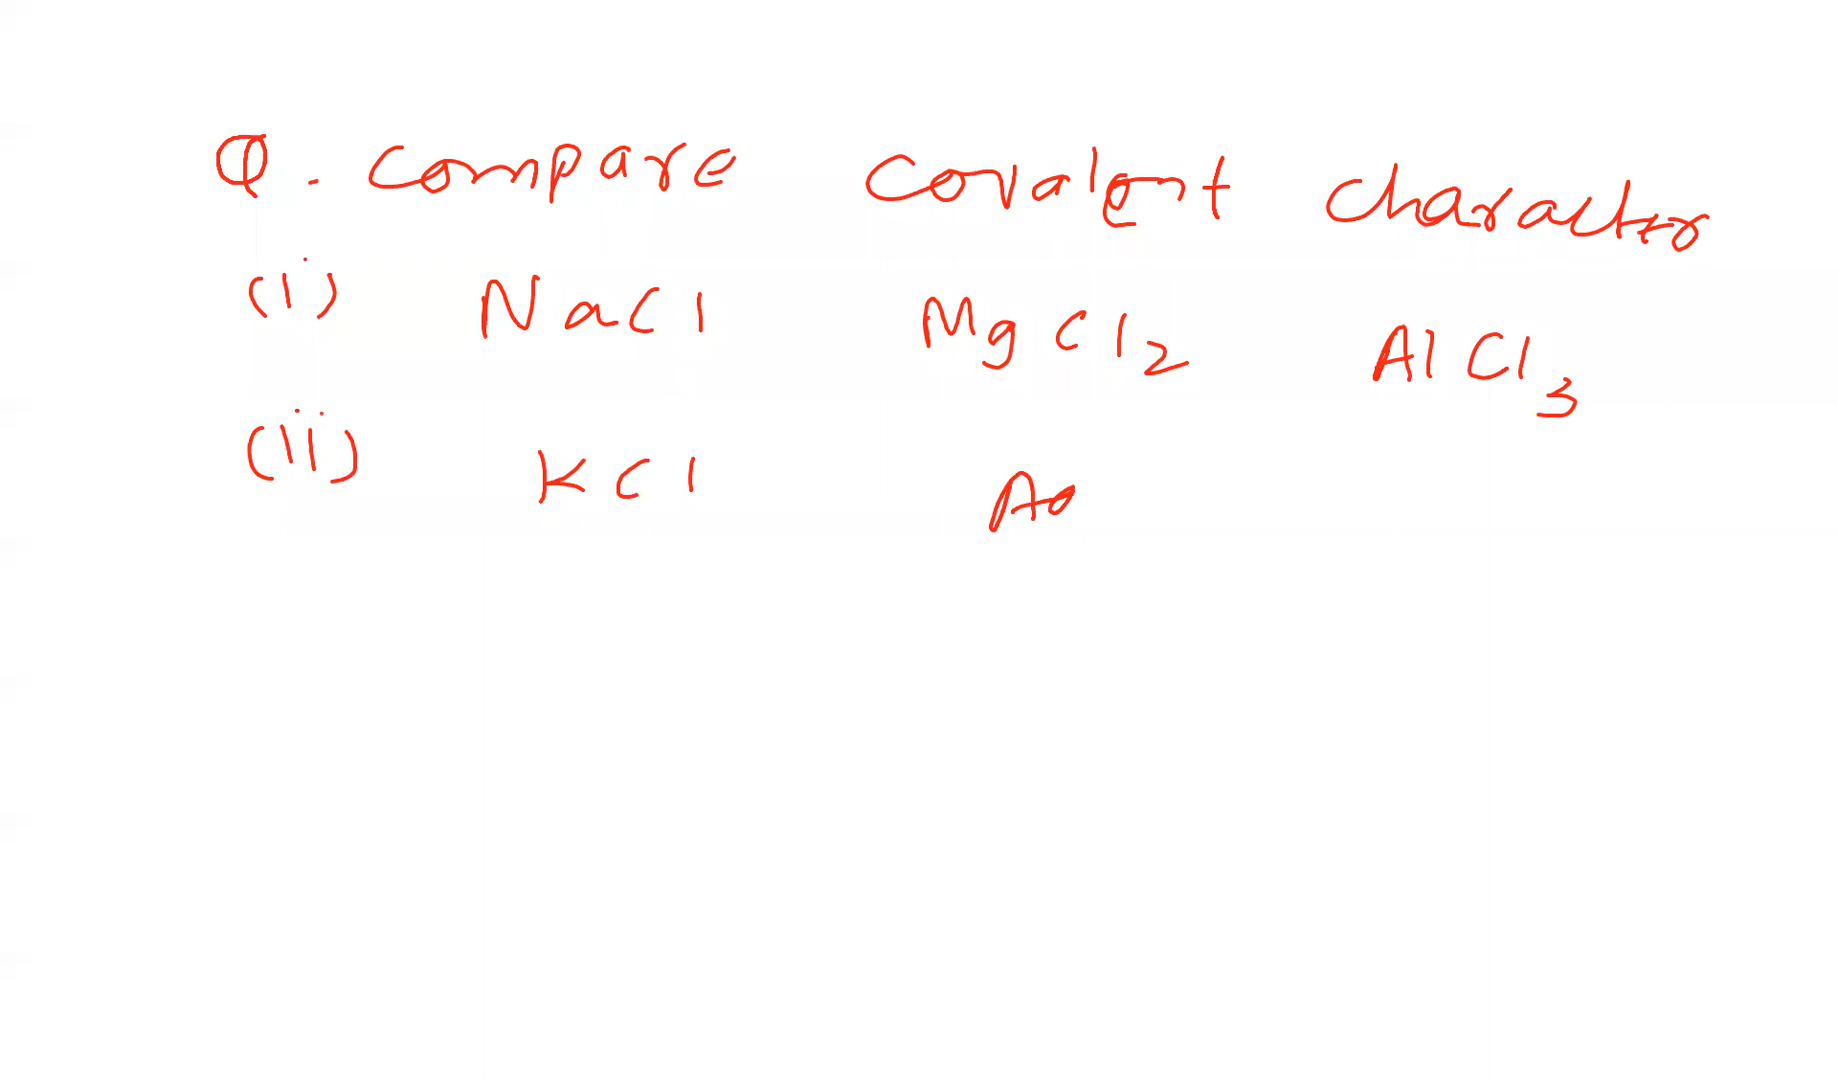 Q. Compare Covalent Character
(i) NaCl MgCl2 AlCl3
(ii) KCl